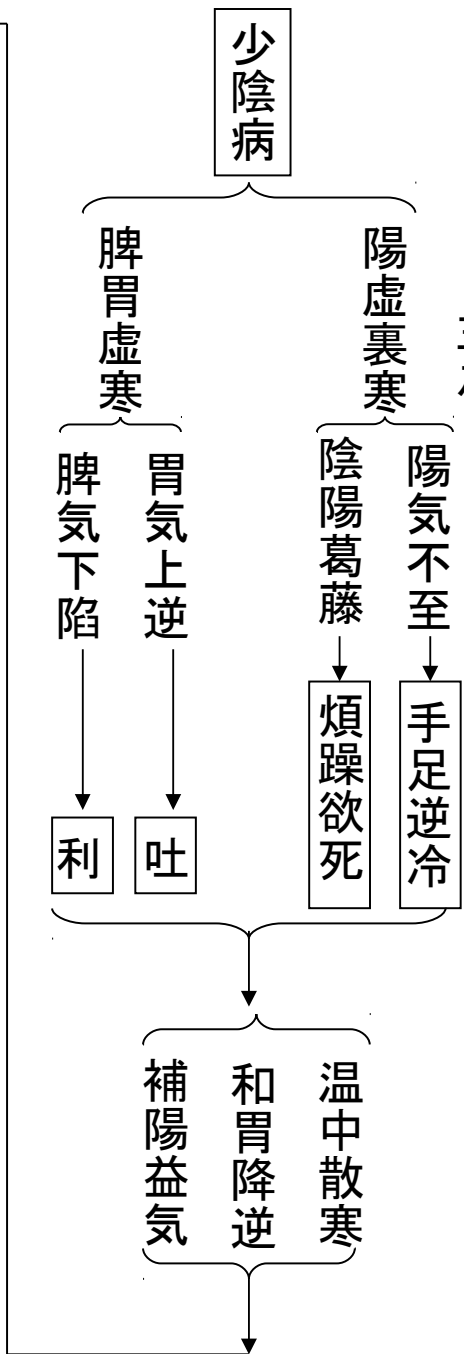 少陰病
陽虚裏寒
陽気不至
手足逆冷
陰陽葛藤
煩躁欲死
脾胃虚寒
胃気上逆
吐
脾気下陥
利
温中散寒
和胃降逆
補陽益気